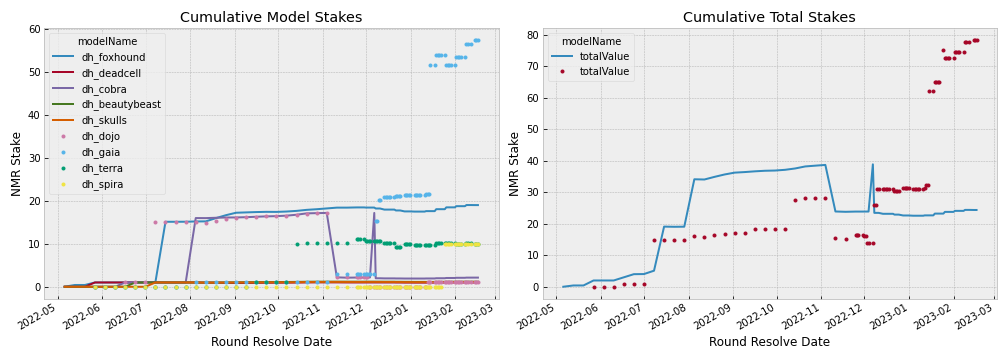 Cumulative Model Stakes
NMR Stake
60
50
40
30
20
10
0
modelName
dh_foxhound
dh_deadcell
dh_cobra
dh_beautybeast
dh_skulls
dh_dojo
dh_gaia
dh_terra
dh_spira
2022-05
2022-06
2022-07
2022-08
2022-09
2022-10
2022-11
2022-12
2023-01
2023-02
2023-03
Round Resolve Date
Cumulative Total Stakes
NMR Stake
80
70
60
50
40
30
20
10
0
modelName
totalValue
totalValue
2022-05
2022-06
2022-07
2022-08
2022-09
2022-10
2022-11
2022-12
2023-01
2023-02
2023-03
Round Resolve Date